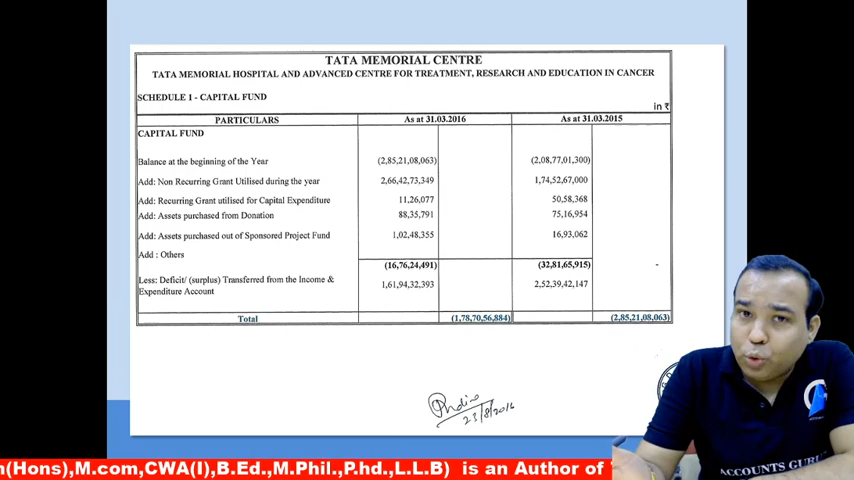 TATA MEMORIAL CENTRE
TATA MEMORIAL HOSPITAL AND ADVANCED CENTRE FOR TREATMENT, RESEARCH AND EDUCATION IN CANCER
SCHEDULE 1 - CAPITAL FUND
in ₹
PARTICULARS As at 31.03.2016 As at 31.03.2015
CAPITAL FUND
Balance at the beginning of the Year (2,85,21,08,063) (2,08,77,01,300)
Add: Non Recurring Grant Utilised during the year 2,66,42,73,349 1,74,52,67,000
Add: Recurring Grant utilised for Capital Expenditure 11,26,077 50,58,368
Add: Assets purchased from Donation 88,35,791 75,16,954
Add: Assets purchased out of Sponsored Project Fund 1,02,48,355 16,93,062
Add : Others
(16,76,24,491) (32,81,65,915) -
Less: Deficit/ (surplus) Transferred from the Income &
Expenditure Account 1,61,94,32,393 2,52,39,42,147
Total (1,78,70,56,884) (2,85,21,08,063)
23/8/2016
ACCOUNTS GURU
n(Hons),M.com,CWA(I),B.Ed.,M.Phil.,P.hd.,L.L.B) is an Author of